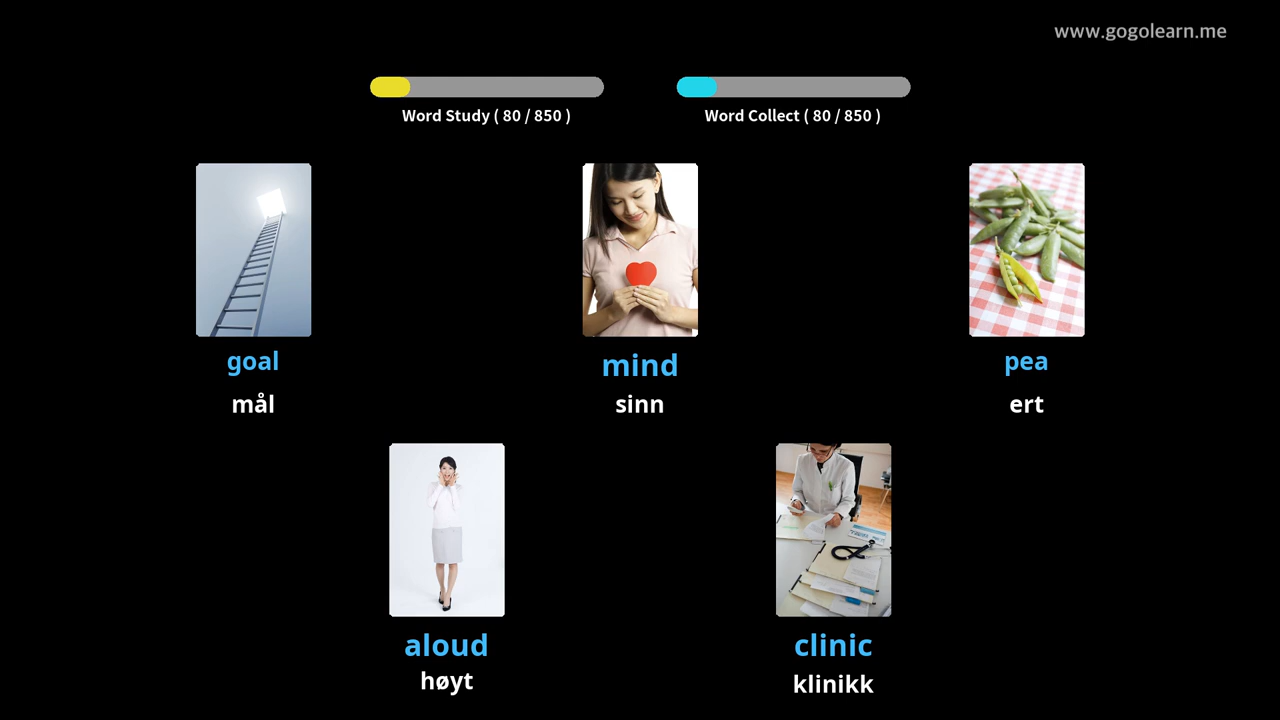 www.gogolearn.me
Word Study ( 80 / 850 )
Word Collect ( 80 / 850 )
goal
mål
mind
sinn
pea
ert
aloud
høyt
clinic
klinikk